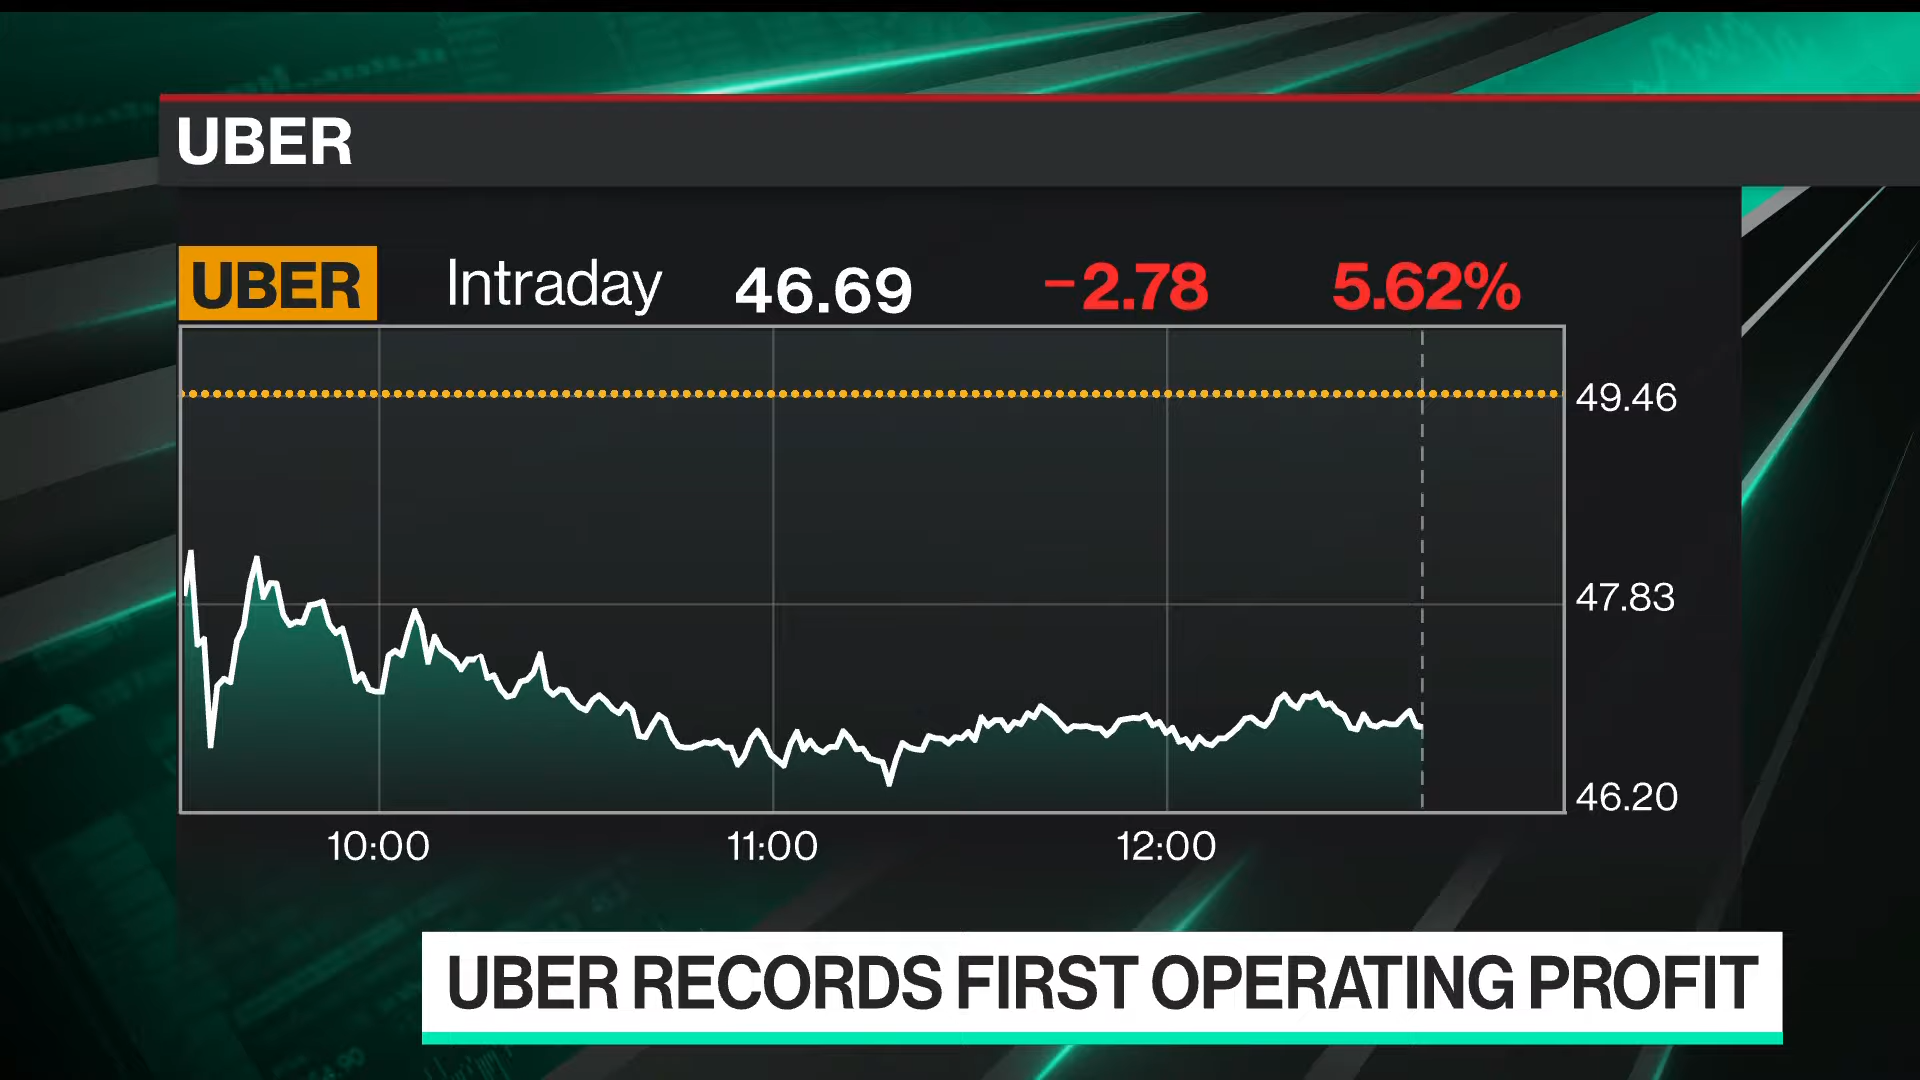 UBER
UBER Intraday 46.69 −2.78 5.62%
49.46
47.83
46.20
10:00 11:00 12:00
UBER RECORDS FIRST OPERATING PROFIT